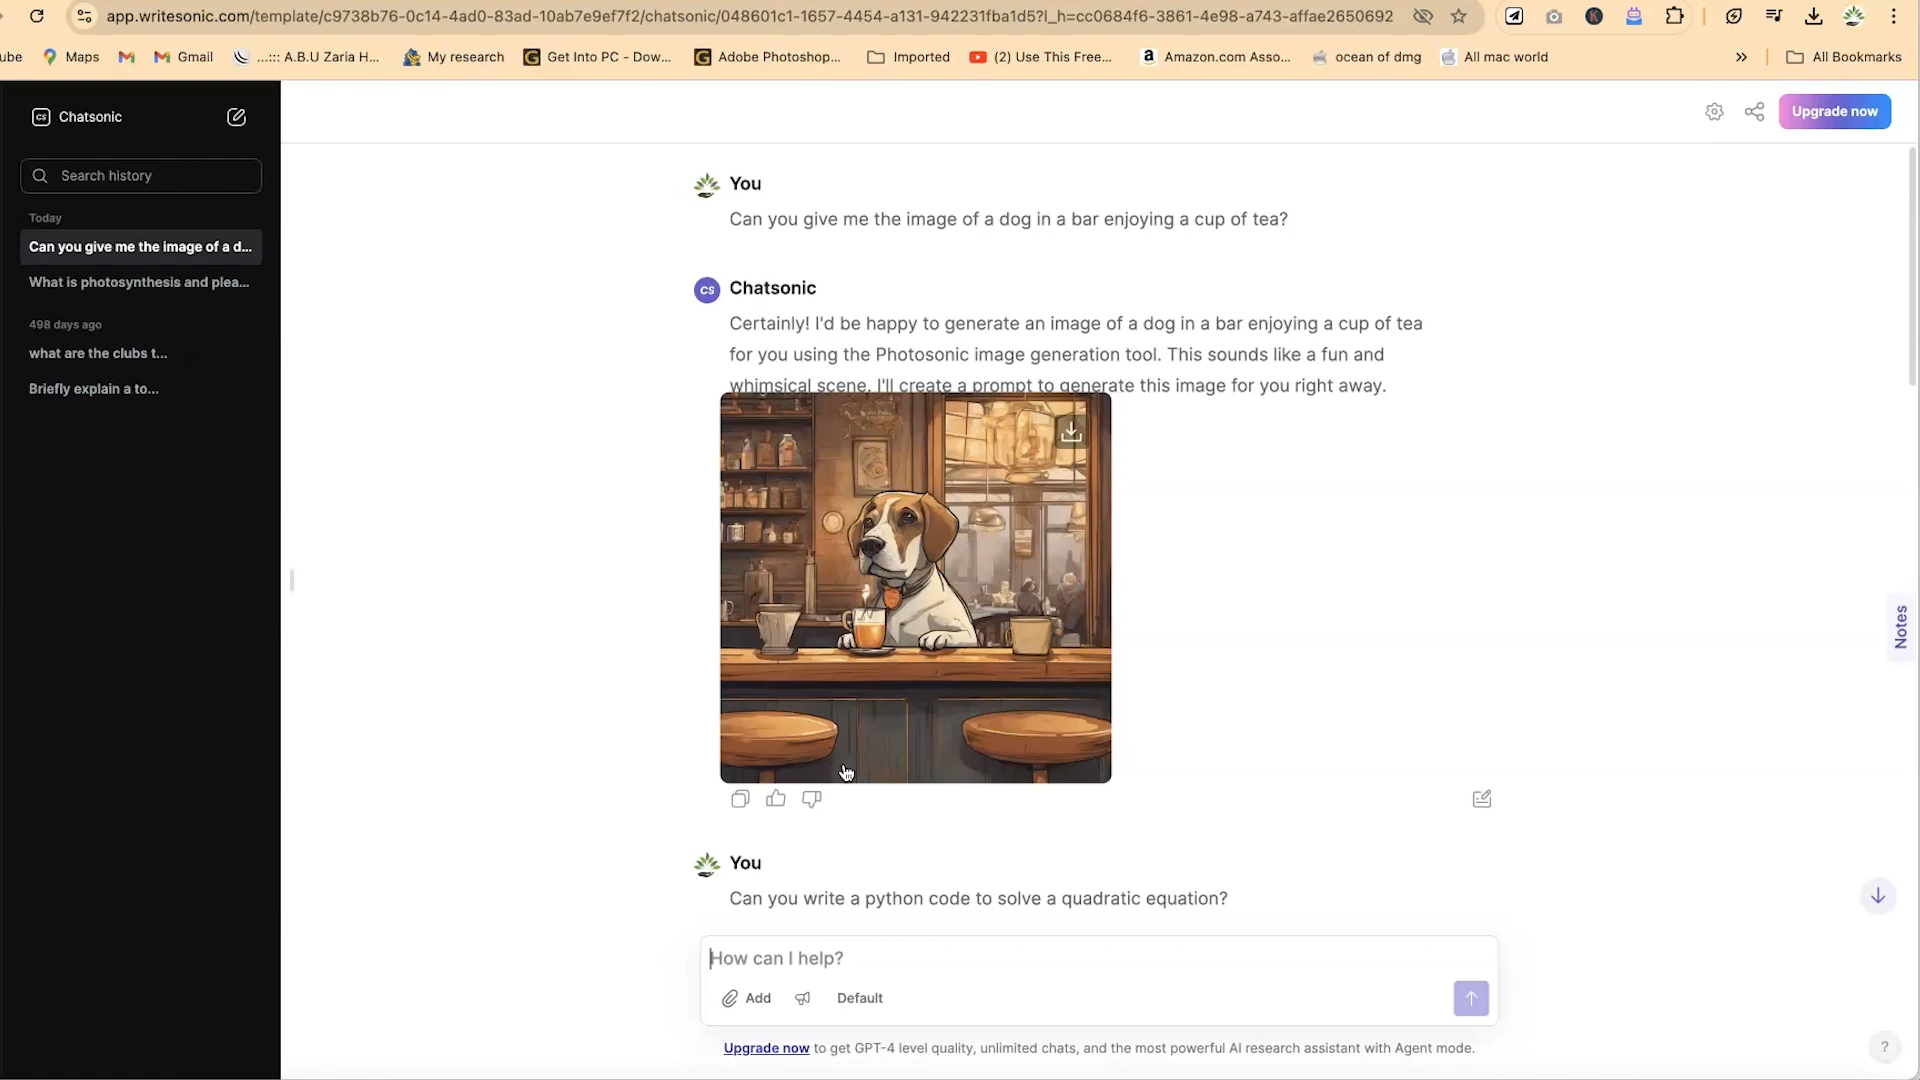 app.writesonic.com/template/c9738b76-0c14-4ad0-83ad-10ab7e9ef7f2/chatsonic/048601c1-1657-4454-a131-942231fba1d5?l_h=cc0684f6-3861-4e98-a743-affae2650692
ube Maps Gmail ...::: A.B.U Zaria H... My research Get Into PC - Dow... Adobe Photoshop... Imported (2) Use This Free... Amazon.com Asso... ocean of dmg All mac world » All Bookmarks
CS Chatsonic
Upgrade now
Search history
Today
Can you give me the image of a d...
What is photosynthesis and plea...
498 days ago
what are the clubs t...
Briefly explain a to...
You
Can you give me the image of a dog in a bar enjoying a cup of tea?
CS Chatsonic
Certainly! I'd be happy to generate an image of a dog in a bar enjoying a cup of tea
for you using the Photosonic image generation tool. This sounds like a fun and
whimsical scene. I'll create a prompt to generate this image for you right away.
Notes
You
Can you write a python code to solve a quadratic equation?
How can I help?
Add Default
Upgrade now to get GPT-4 level quality, unlimited chats, and the most powerful AI research assistant with Agent mode.
?